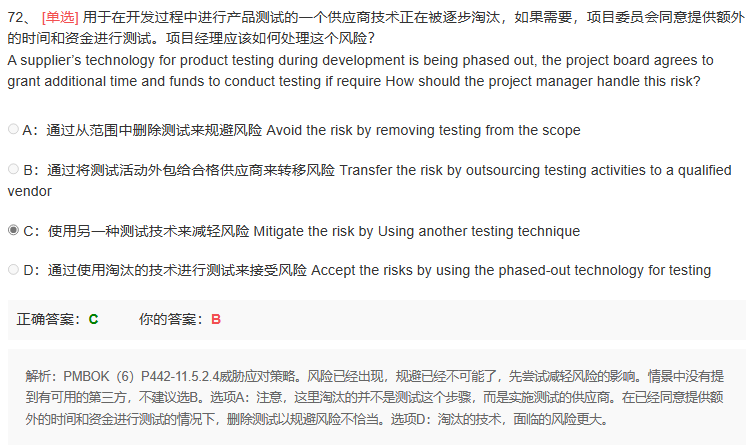 72、 [单选] 用于在开发过程中进行产品测试的一个供应商技术正在被逐步淘汰，如果需要，项目委员会同意提供额外
的时间和资金进行测试。项目经理应该如何处理这个风险?
A supplier's technology for product testing during development is being phased out, the project board agrees to
grant additional time and funds to conduct testing if require How should the project manager handle this risk?
A：通过从范围中删除测试来规避风险 Avoid the risk by removing testing from the scope
B：通过将测试活动外包给合格供应商来转移风险 Transfer the risk by outsourcing testing activities to a qualified
vendor
C：使用另一种测试技术来减轻风险 Mitigate the risk by Using another testing technique
D：通过使用淘汰的技术进行测试来接受风险 Accept the risks by using the phased-out technology for testing
正确答案：C 你的答案：B
解析：PMBOK（6）P442-11.5.2.4威胁应对策略。风险已经出现，规避已经不可能了，先尝试减轻风险的影响。情景中没有提
到有可用的第三方，不建议选B。选项A：注意，这里淘汰的并不是测试这个步骤，而是实施测试的供应商。在已经同意提供额
外的时间和资金进行测试的情况下，删除测试以规避风险不恰当。选项D：淘汰的技术，面临的风险更大。